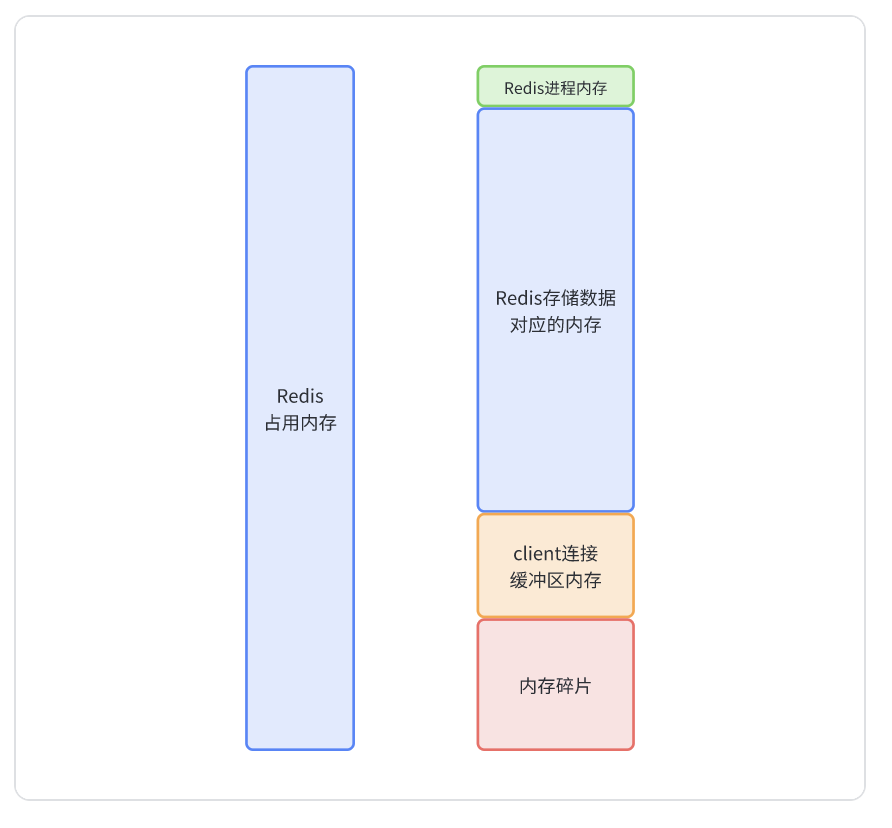 Redis
占用内存
Redis进程内存
Redis存储数据
对应的内存
client连接
缓冲区内存
内存碎片